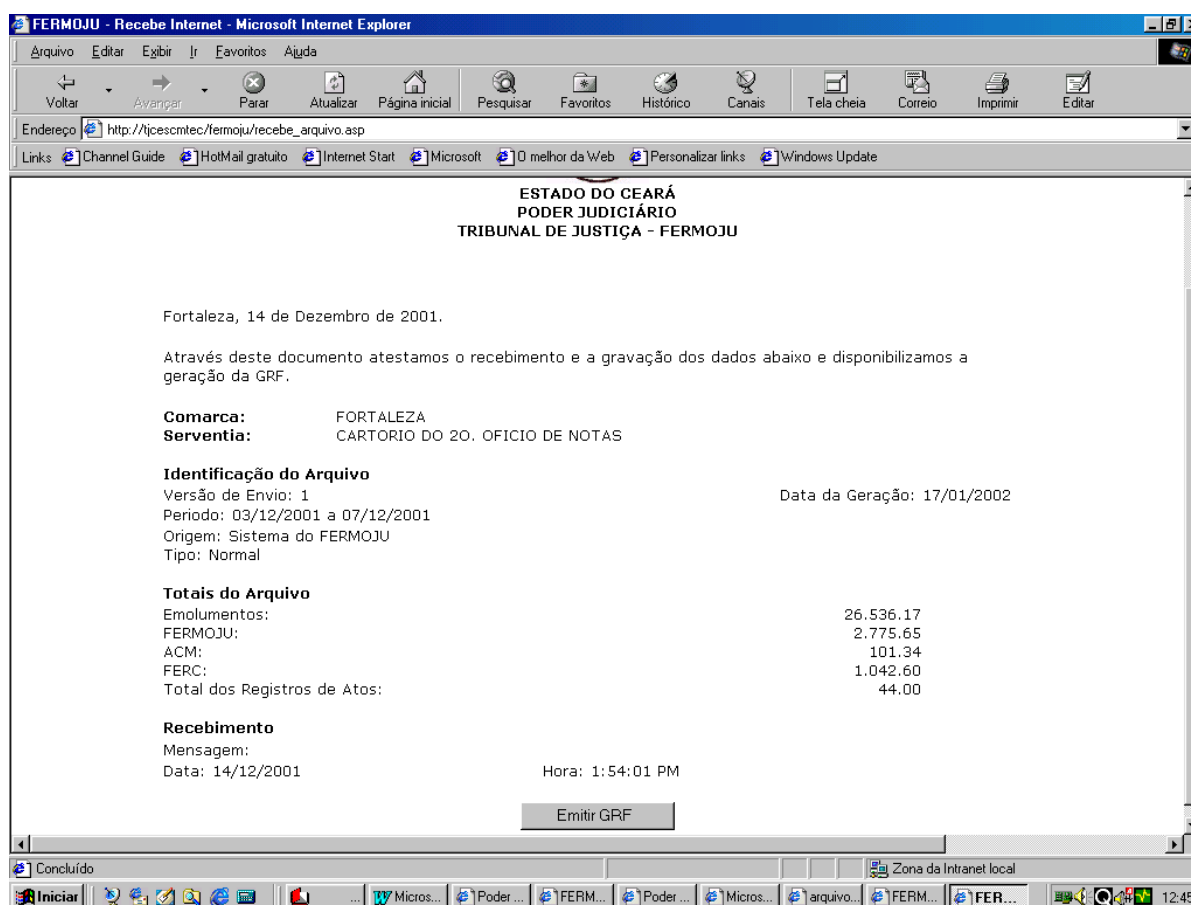 FERMOJU - Recebe Internet - Microsoft Internet Explorer
Arquivo Editar Exibir Ir Favoritos Ajuda
Voltar Avançar Parar Atualizar Página inicial Pesquisar Favoritos Histórico Canais Tela cheia Correio Imprimir Editar
Endereço http://tjcescmtec/fermoju/recebe_arquivo.asp
Links Channel Guide HotMail gratuito Internet Start Microsoft O melhor da Web Personalizar links Windows Update
ESTADO DO CEARÁ
PODER JUDICIÁRIO
TRIBUNAL DE JUSTIÇA - FERMOJU
Fortaleza, 14 de Dezembro de 2001.
Através deste documento atestamos o recebimento e a gravação dos dados abaixo e disponibilizamos a
geração da GRF.
Comarca: FORTALEZA
Serventia: CARTORIO DO 2O. OFICIO DE NOTAS
Identificação do Arquivo
Versão de Envio: 1 Data da Geração: 17/01/2002
Periodo: 03/12/2001 a 07/12/2001
Origem: Sistema do FERMOJU
Tipo: Normal
Totais do Arquivo
Emolumentos: 26.536.17
FERMOJU: 2.775.65
ACM: 101.34
FERC: 1.042.60
Total dos Registros de Atos: 44.00
Recebimento
Mensagem:
Data: 14/12/2001 Hora: 1:54:01 PM
Emitir GRF
Concluído Zona da Intranet local
Iniciar ... Micros... Poder ... FERM... Poder ... Micros... arquivo... FERM... FER... 12:45